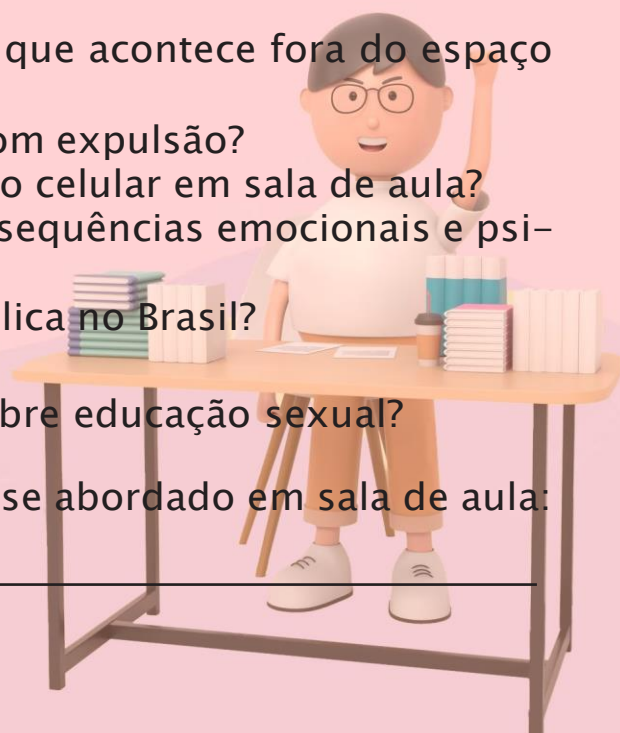 que acontece fora do espaço
om expulsão?
o celular em sala de aula?
sequências emocionais e psi-
lica no Brasil?
bre educação sexual?
se abordado em sala de aula: